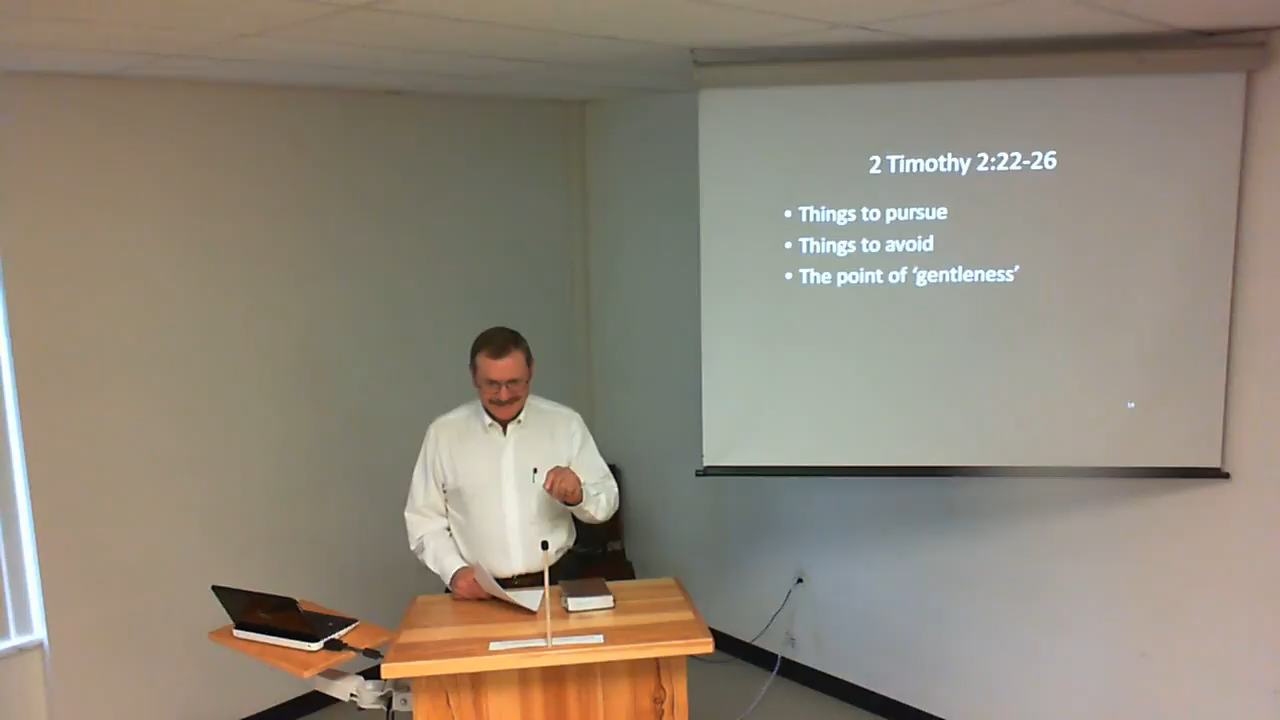 2 Timothy 2:22-26
• Things to pursue
• Things to avoid
• The point of ‘gentleness’